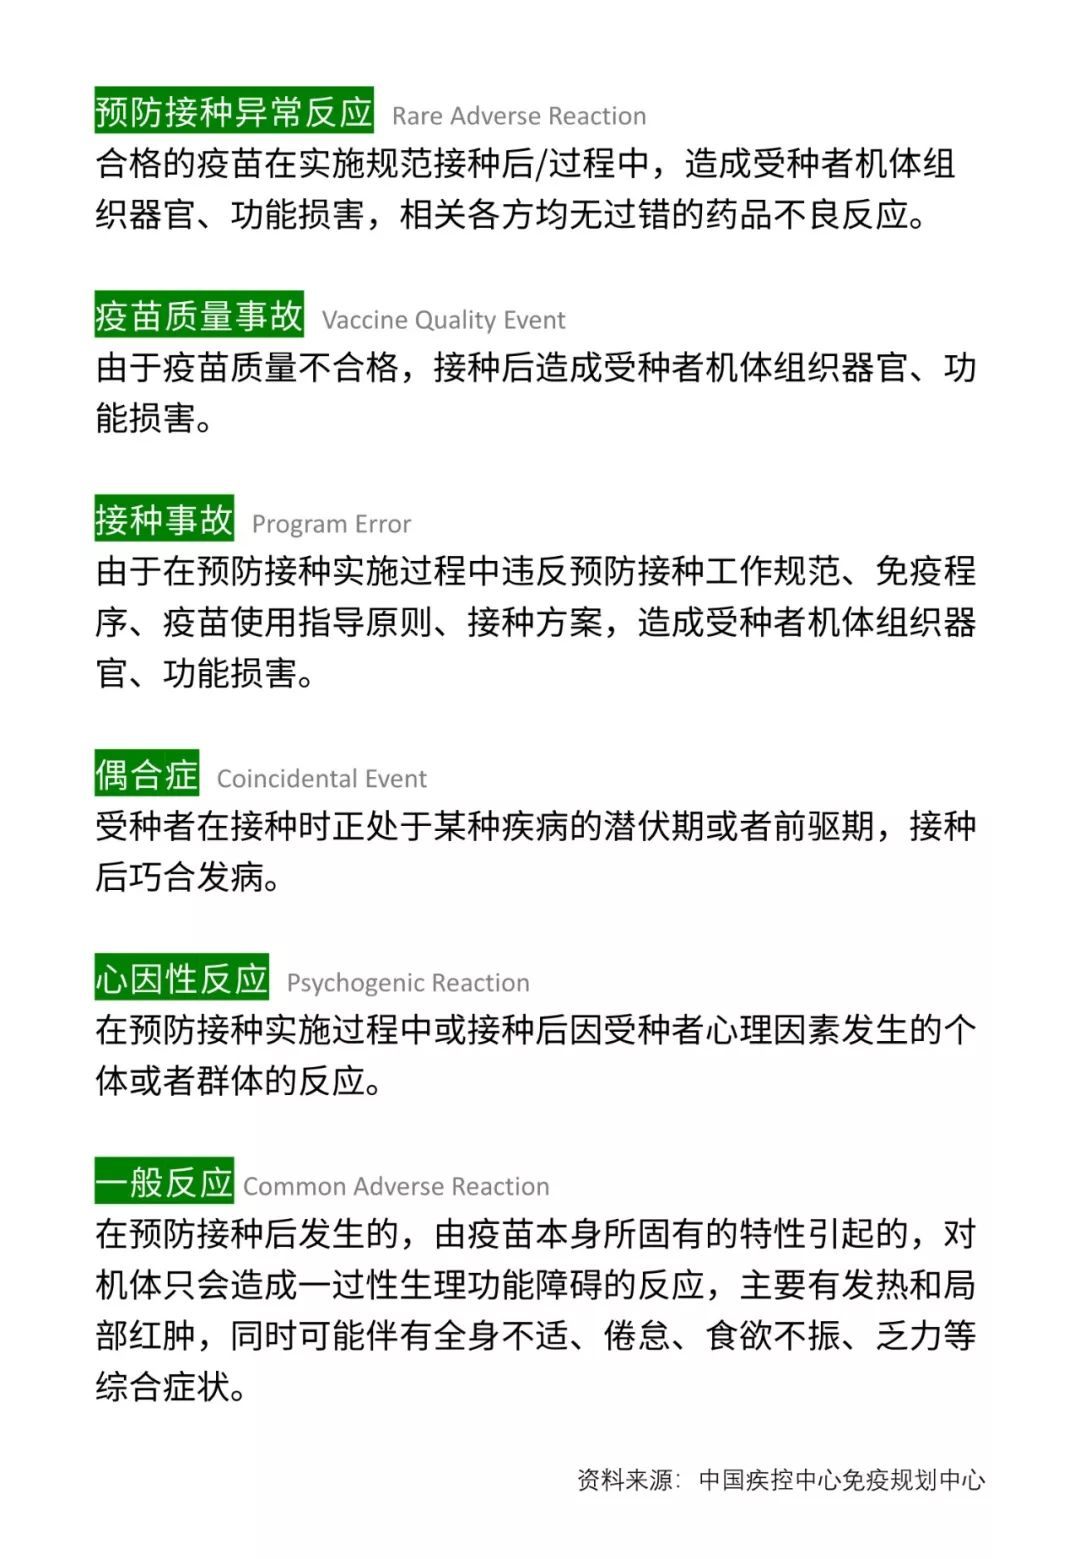 预防接种异常反应 Rare Adverse Reaction
合格的疫苗在实施规范接种后/过程中，造成受种者机体组
织器官、功能损害，相关各方均无过错的药品不良反应。
疫苗质量事故 Vaccine Quality Event
由于疫苗质量不合格，接种后造成受种者机体组织器官、功
能损害。
接种事故 Program Error
由于在预防接种实施过程中违反预防接种工作规范、免疫程
序、疫苗使用指导原则、接种方案，造成受种者机体组织器
官、功能损害。
偶合症 Coincidental Event
受种者在接种时正处于某种疾病的潜伏期或者前驱期，接种
后巧合发病。
心因性反应 Psychogenic Reaction
在预防接种实施过程中或接种后因受种者心理因素发生的个
体或者群体的反应。
一般反应 Common Adverse Reaction
在预防接种后发生的，由疫苗本身所固有的特性引起的，对
机体只会造成一过性生理功能障碍的反应，主要有发热和局
部红肿，同时可能伴有全身不适、倦怠、食欲不振、乏力等
综合症状。
资料来源：中国疾控中心免疫规划中心